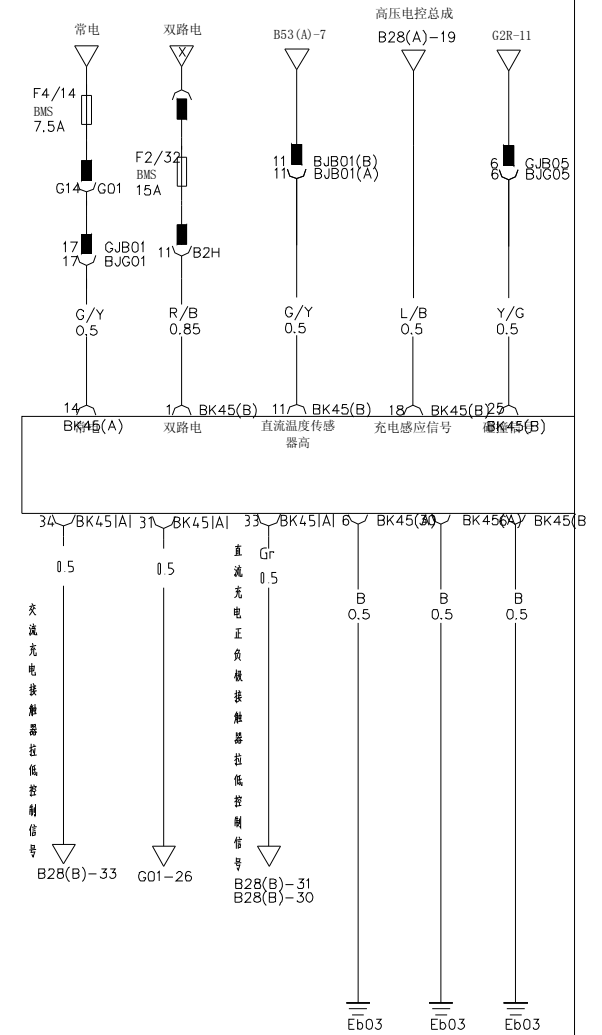 高压电控总成
常电
双路电
B53(A)-7
B28(A)-19
G2R-11
F4/14
BMS
7.5A
F2/32
BMS
15A
11 BJB01(B)
11 BJB01(A)
6 GJB05
6 BJG05
G14 G01
17 GJB01
17 BJG01
11 B2H
G/Y
0.5
R/B
0.85
G/Y
0.5
L/B
0.5
Y/G
0.5
14
BK45(A)
1 BK45(B)
11 BK45(B)
18 BK45(B)
25
BK45(B)
常电
双路电
直流温度传感
器高
充电感应信号
34 BK45|A|
31 BK45|A|
33 BK45|A|
6 BK45(
30 BK45(A)
BK45(B
0.5
0.5
Gr
0.5
B
0.5
B
0.5
B
0.5
交流充电接触器拉低控制信号
直流充电正负极接触器拉低控制信号
B28(B)-33
G01-26
B28(B)-31
B28(B)-30
Eb03
Eb03
Eb03